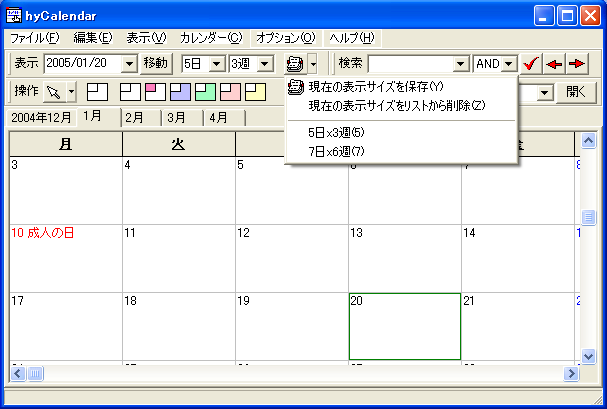 hyCalendar
ファイル(F) 編集(E) 表示(V) カレンダー(C) オプション(O) ヘルプ(H)
表示 2005/01/20 移動 5日 3週 検索 AND
操作 開く
現在の表示サイズを保存(Y)
現在の表示サイズをリストから削除(Z)
5日x3週(5)
7日x6週(7)
2004年12月 1月 2月 3月 4月
月 火
3 4 5
10 成人の日 11 12 13 14
17 18 19 20 21